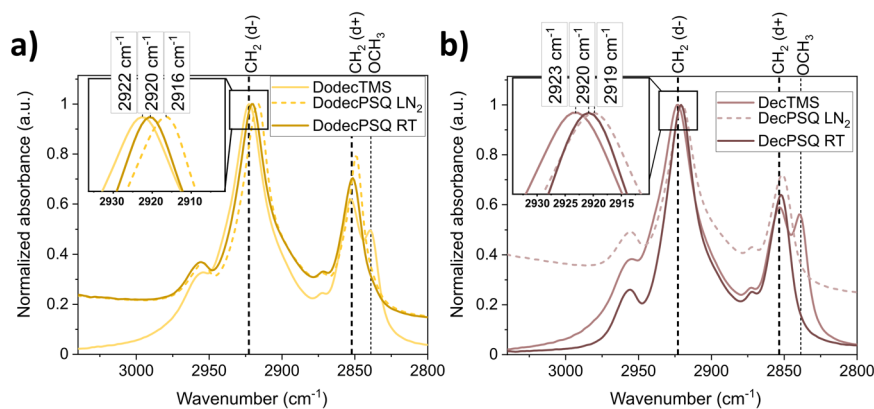 a)
2922 cm-1
2920 cm-1
2916 cm-1
CH2 (d-)
CH2 (d+)
OCH3
DodecTMS
DodecPSQ LN2
DodecPSQ RT
2930 2920 2910
Normalized absorbance (a.u.)
1
0.8
0.6
0.4
0.2
0
3000 2950 2900 2850 2800
Wavenumber (cm-1)
b)
2923 cm-1
2920 cm-1
2919 cm-1
CH2 (d-)
CH2 (d+)
OCH3
DecTMS
DecPSQ LN2
DecPSQ RT
2930 2925 2920 2915
Normalized absorbance (a.u.)
1
0.8
0.6
0.4
0.2
0
3000 2950 2900 2850 2800
Wavenumber (cm-1)